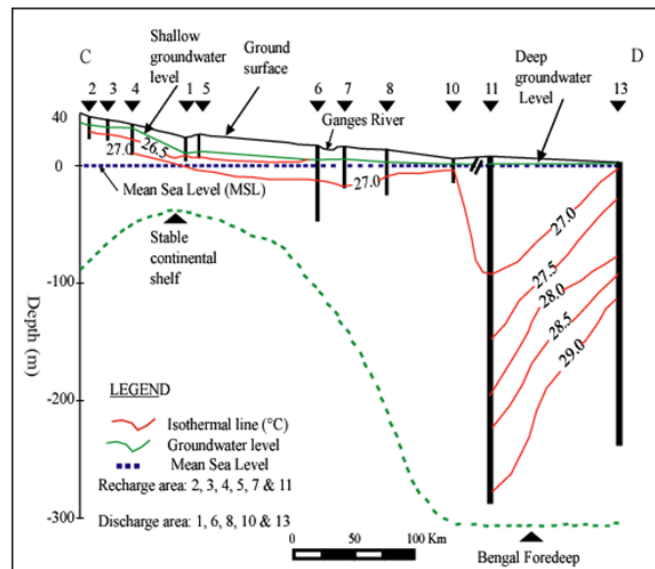 C
D
Shallow
groundwater
level
Ground
surface
Deep
groundwater
Level
2 3 4 1 5 6 7 8 10 11 13
Ganges River
40
0
-100
-200
-300
Depth (m)
27.0
26.5
27.0
Mean Sea Level (MSL)
Stable
continental
shelf
27.0
27.5
28.0
28.5
29.0
LEGEND
Isothermal line (°C)
Groundwater level
Mean Sea Level
Recharge area: 2, 3, 4, 5, 7 & 11
Discharge area: 1, 6, 8, 10 & 13
0 50 100 Km
Bengal Foredeep